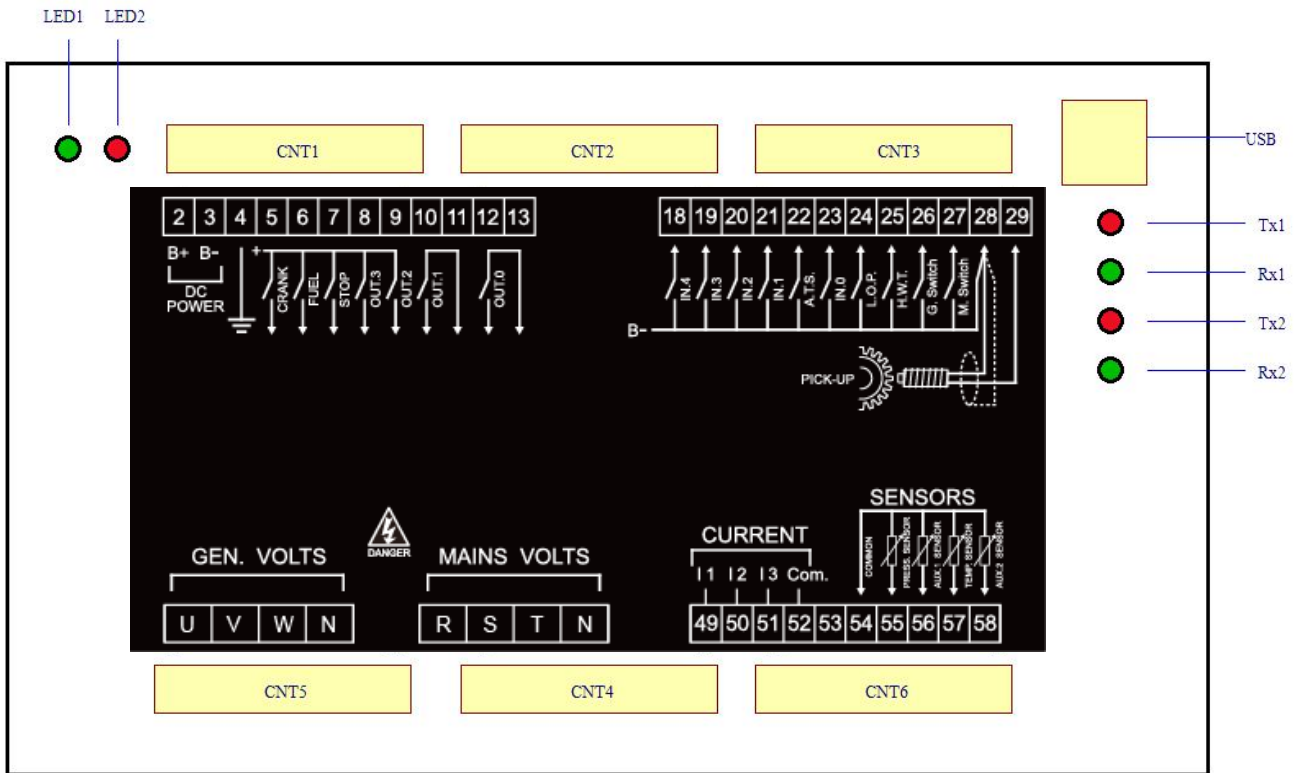 LED1 LED2
CNT1 CNT2 CNT3
USB
2 3 4 5 6 7 8 9 10 11 12 13
18 19 20 21 22 23 24 25 26 27 28 29
Tx1
B+ B-
+
DC
POWER
CRANK
FUEL
STOP
OUT.3
OUT.2
OUT.1
OUT.0
IN.4
IN.3
IN.2
IN.1
A.T.S.
IN.0
L.O.P.
H.W.T.
G. Switch
M. Switch
Rx1
B-
Tx2
PICK-UP
Rx2
SENSORS
COMMON
PRESS. SENSOR
AUX.1 SENSOR
TEMP. SENSOR
AUX.2 SENSOR
DANGER
GEN. VOLTS
MAINS VOLTS
CURRENT
I1 I2 I3 Com.
U V W N
R S T N
49 50 51 52 53 54 55 56 57 58
CNT5 CNT4 CNT6